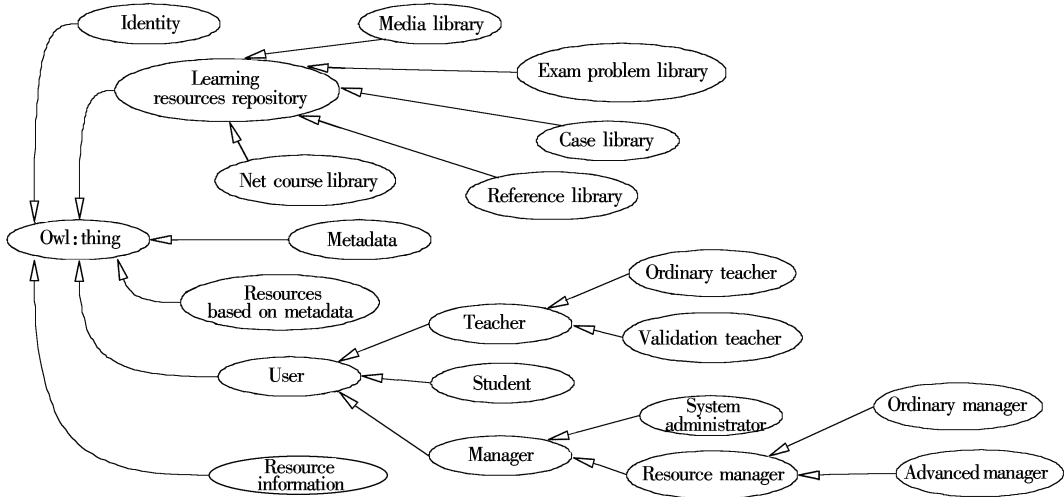 Identity
Media library
Learning
resources repository
Exam problem library
Case library
Net course library
Reference library
Owl:thing
Metadata
Resources
based on metadata
Ordinary teacher
Teacher
Validation teacher
User
Student
System
administrator
Ordinary manager
Manager
Resource manager
Advanced manager
Resource
information